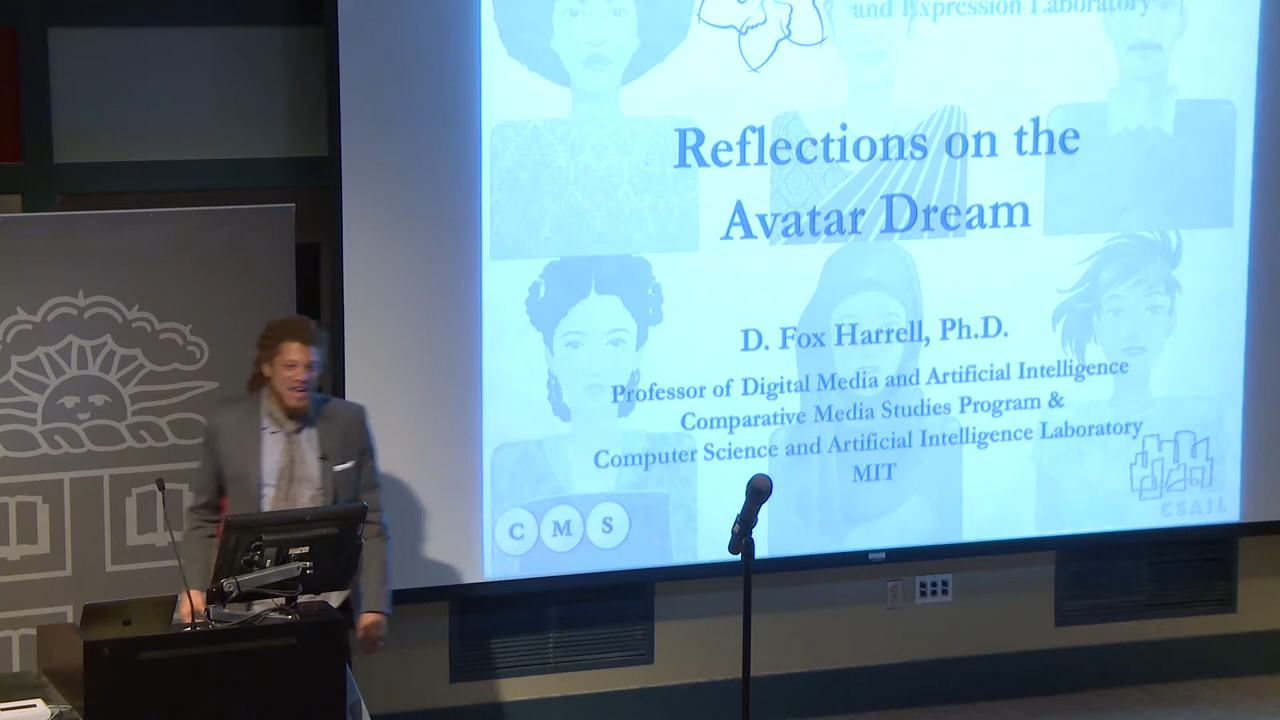 and Expression Laboratory
Reflections on the
Avatar Dream
D. Fox Harrell, Ph.D.
Professor of Digital Media and Artificial Intelligence
Comparative Media Studies Program &
Computer Science and Artificial Intelligence Laboratory
MIT
C M S
CSAIL